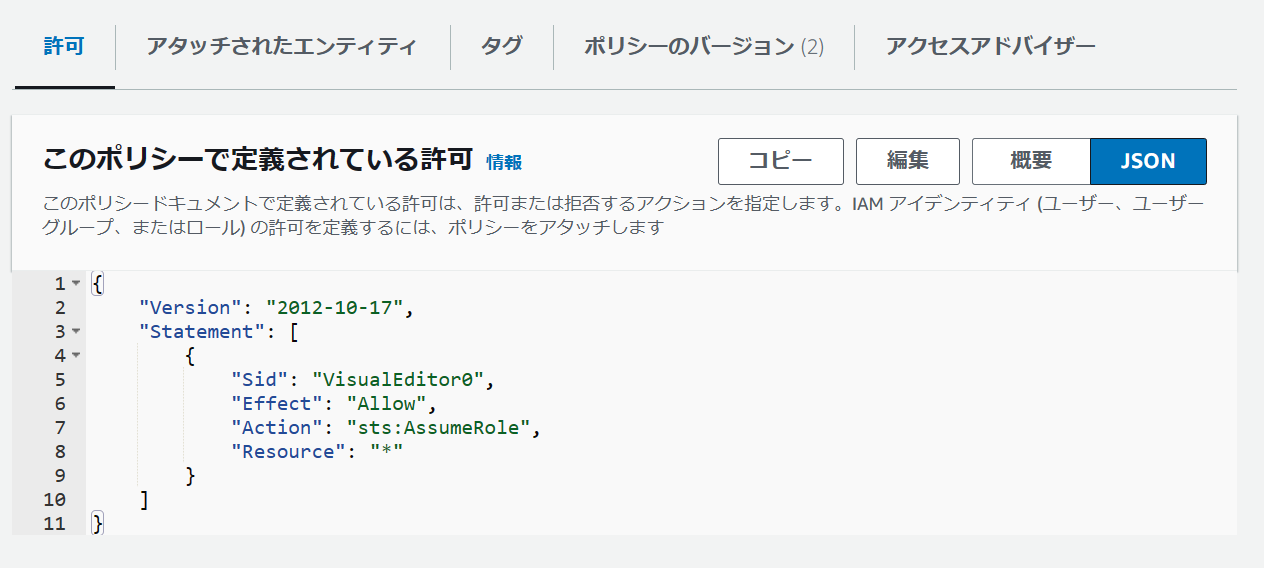 許可 アタッチされたエンティティ タグ ポリシーのバージョン (2) アクセスアドバイザー
このポリシーで定義されている許可 情報 コピー 編集 概要 JSON
このポリシードキュメントで定義されている許可は、許可または拒否するアクションを指定します。IAM アイデンティティ (ユーザー、ユーザー
グループ、またはロール) の許可を定義するには、ポリシーをアタッチします
1 {
2 "Version": "2012-10-17",
3 "Statement": [
4 {
5 "Sid": "VisualEditor0",
6 "Effect": "Allow",
7 "Action": "sts:AssumeRole",
8 "Resource": "*"
9 }
10 ]
11 }